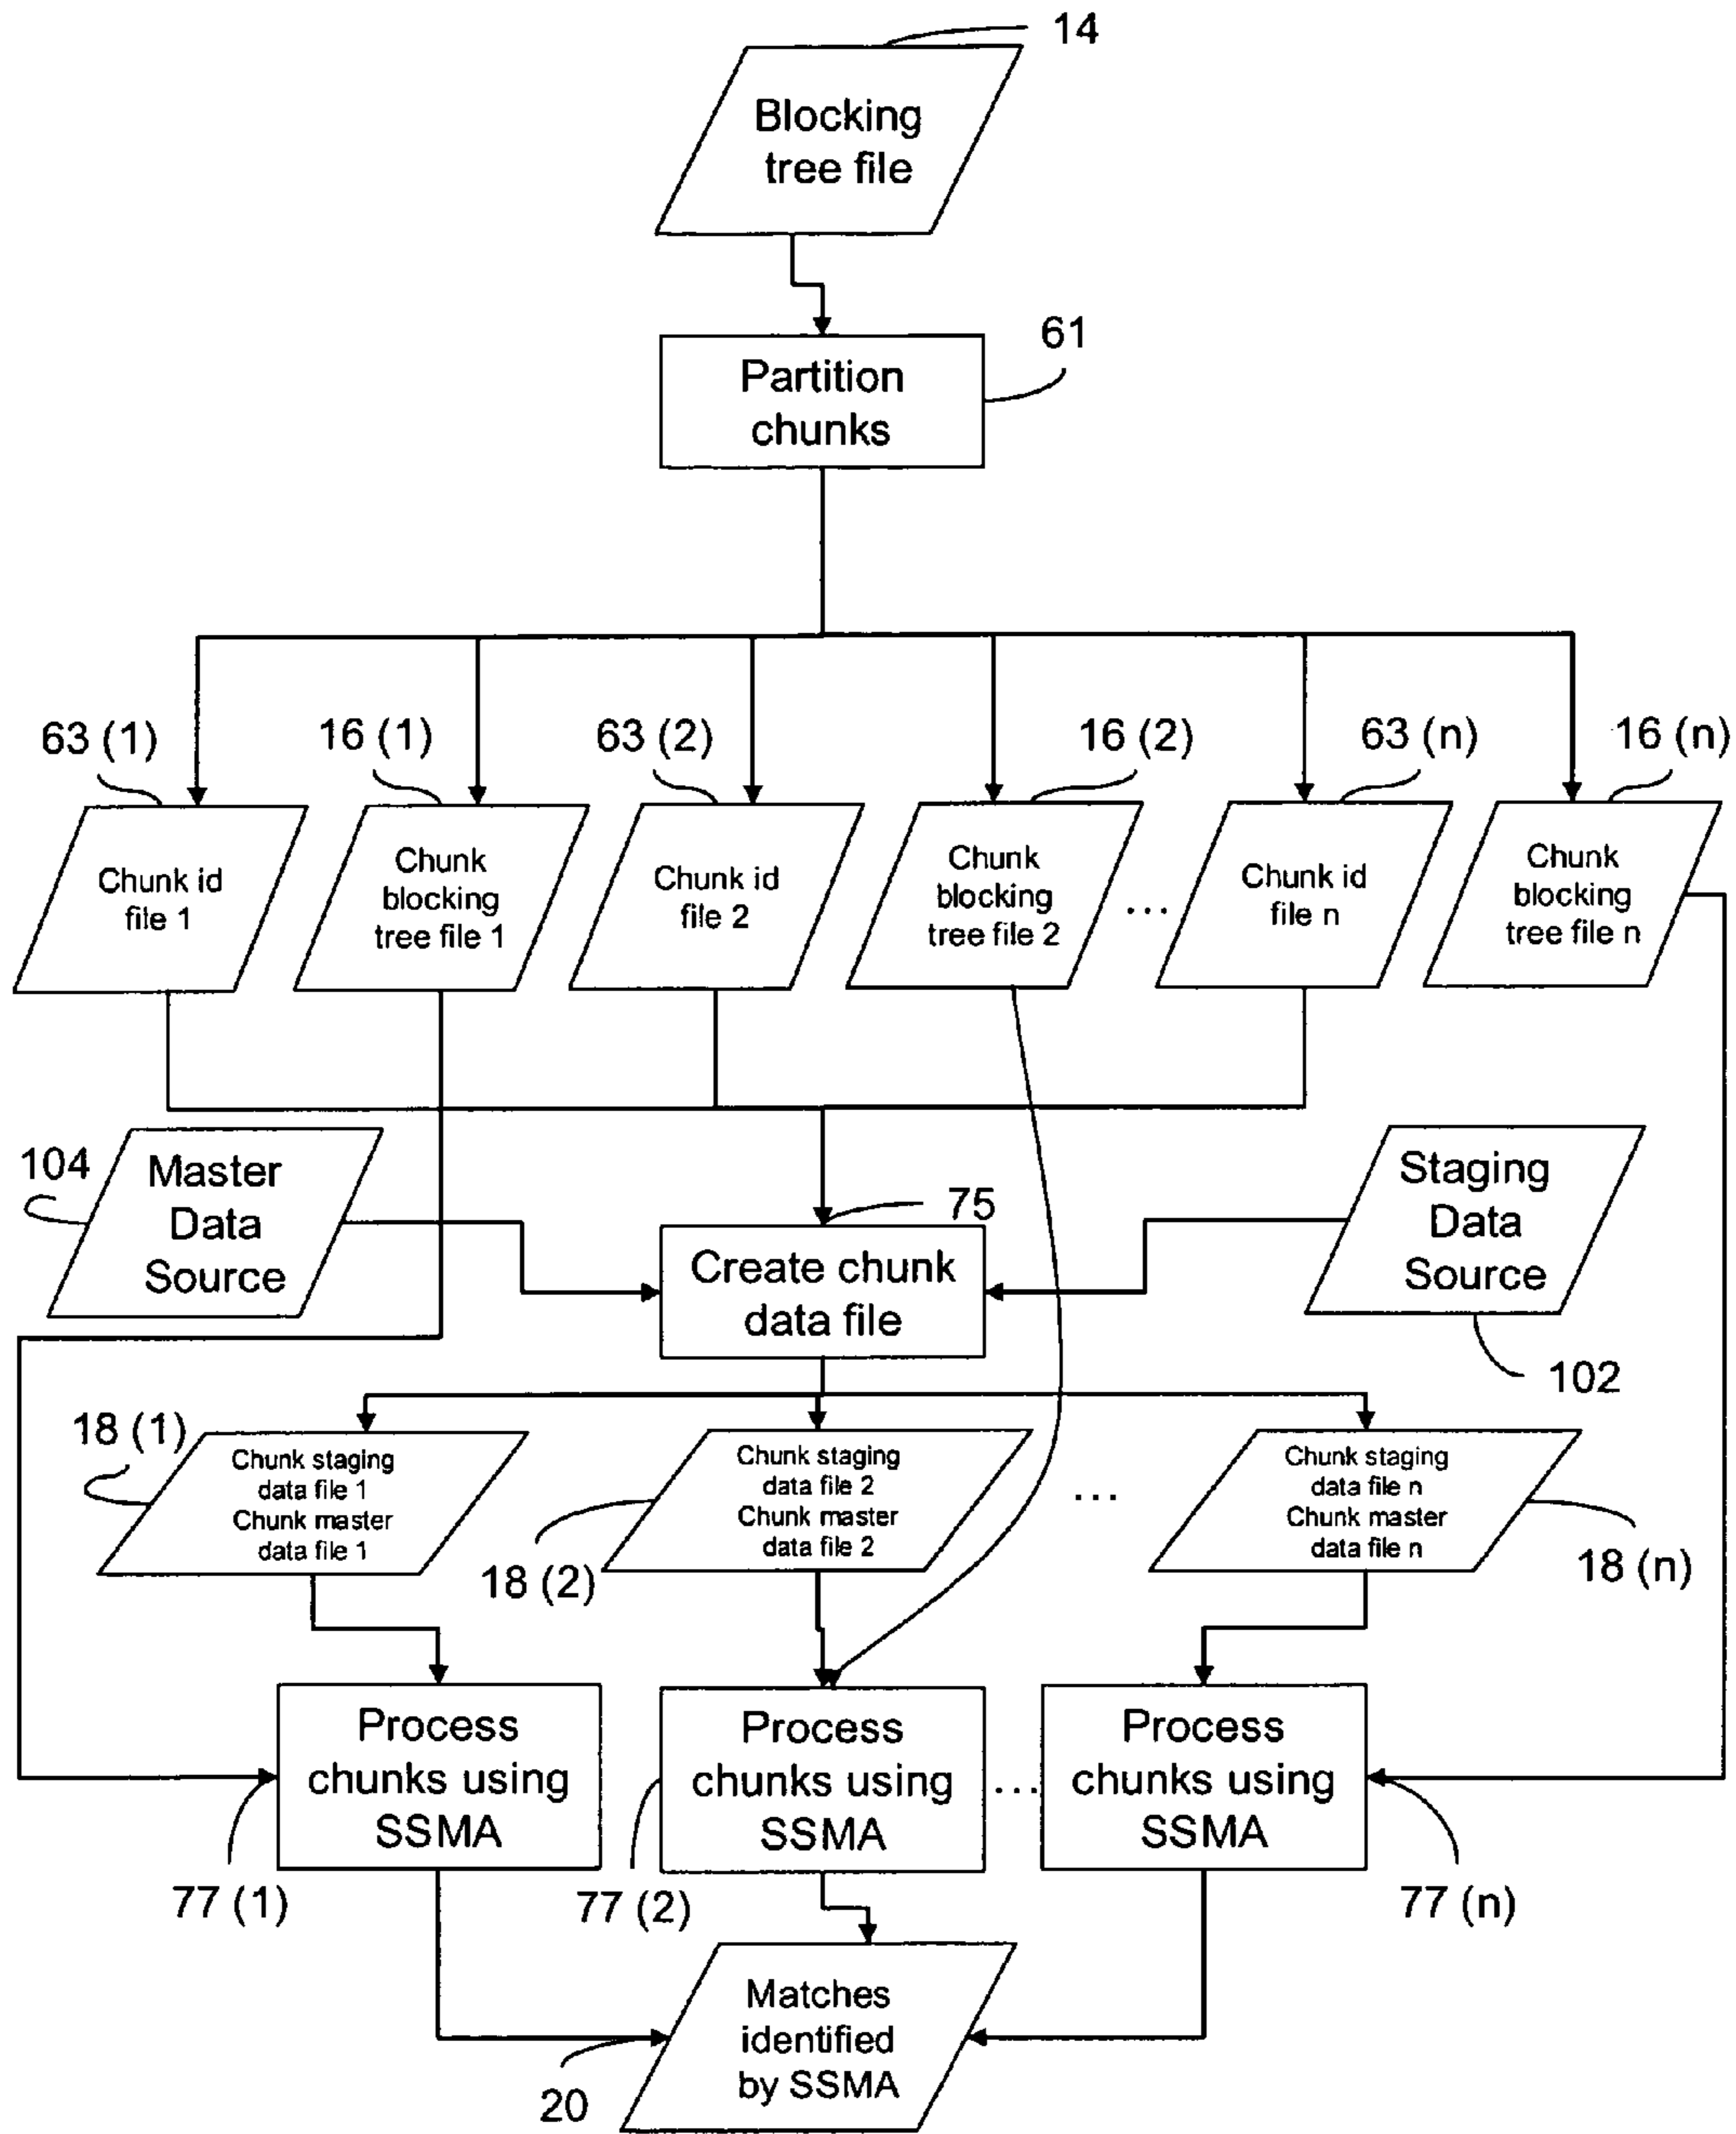 14
Blocking
tree file
61
Partition
chunks
63 (1)
16 (1)
63 (2)
16 (2)
63 (n)
16 (n)
Chunk id
file 1
Chunk
blocking
tree file 1
Chunk id
file 2
Chunk
blocking
tree file 2
...
Chunk id
file n
Chunk
blocking
tree file n
104
Master
Data
Source
75
Create chunk
data file
Staging
Data
Source
102
18 (1)
Chunk staging
data file 1
Chunk master
data file 1
18 (2)
Chunk staging
data file 2
Chunk master
data file 2
...
Chunk staging
data file n
Chunk master
data file n
18 (n)
Process
chunks using
SSMA
77 (1)
Process
chunks using
SSMA
77 (2)
...
Process
chunks using
SSMA
77 (n)
Matches
identified
by SSMA
20